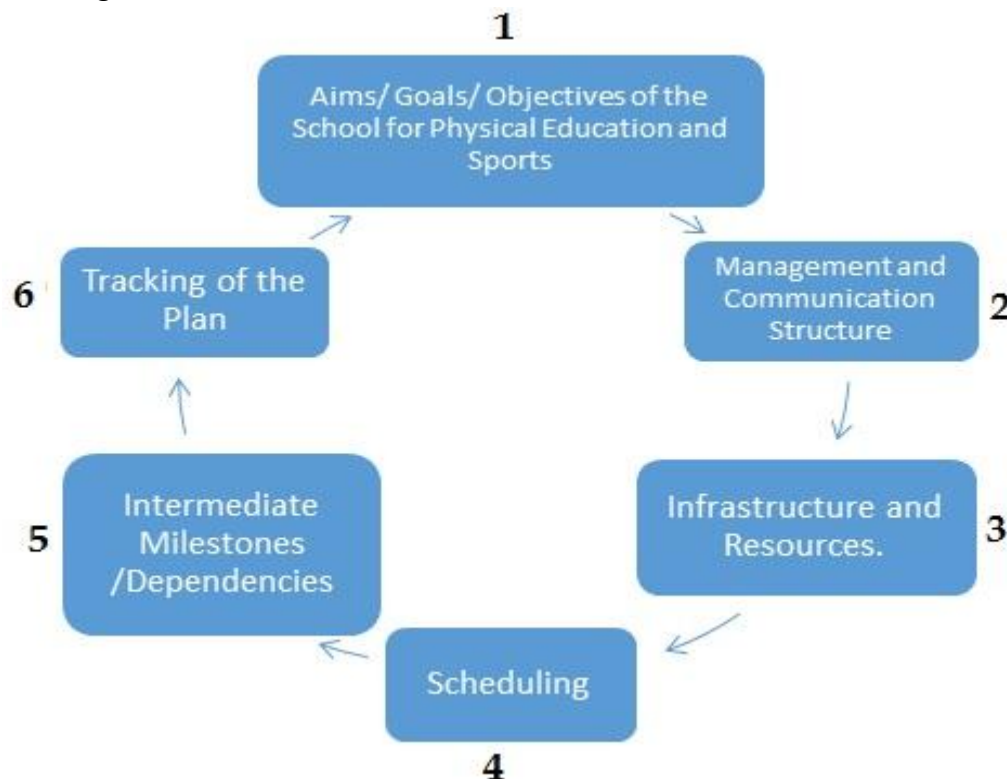 1
Aims/ Goals/ Objectives of the
School for Physical Education and
Sports
Management and
Communication
Structure
2
Infrastructure and
Resources.
3
Scheduling
4
Intermediate
Milestones
/Dependencies
5
Tracking of the
Plan
6